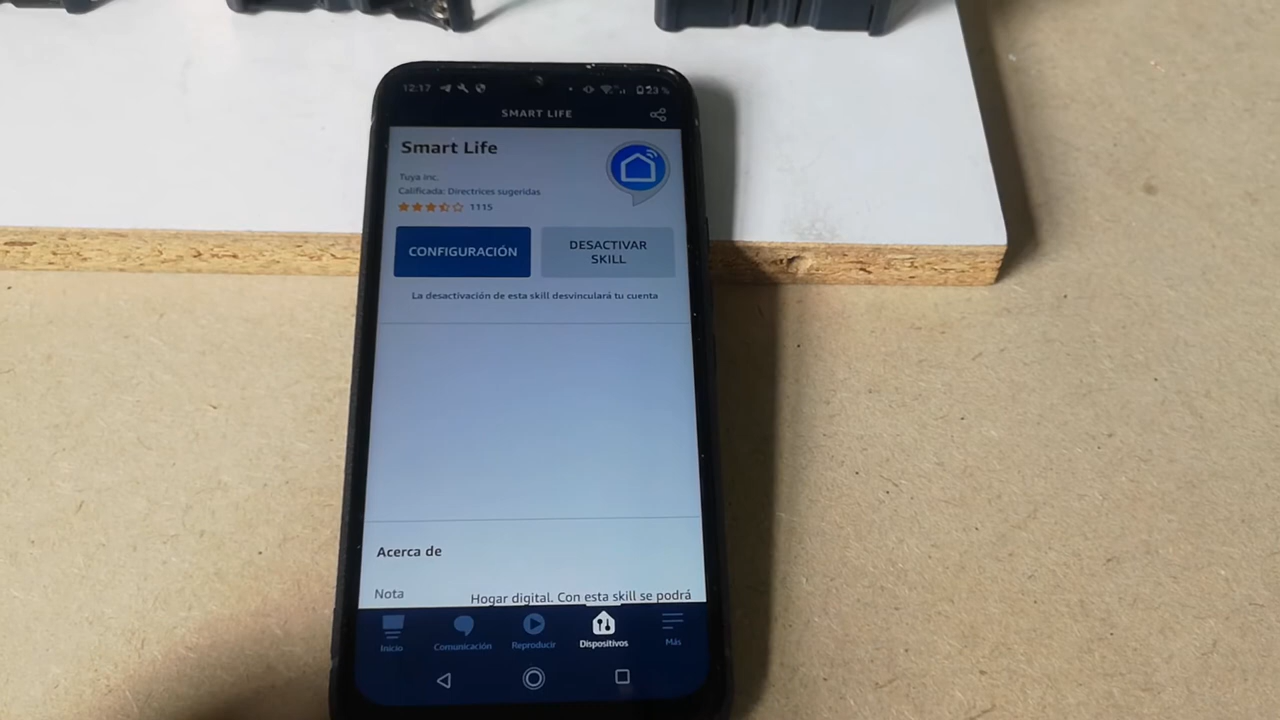 12:17 23 %
SMART LIFE
Smart Life
Tuya Inc.
Calificada: Directrices sugeridas
1115
CONFIGURACIÓN
DESACTIVAR
SKILL
La desactivación de esta skill desvinculará tu cuenta
Acerca de
Nota Hogar digital. Con esta skill se podrá
Inicio Comunicación Reproducir Dispositivos Más